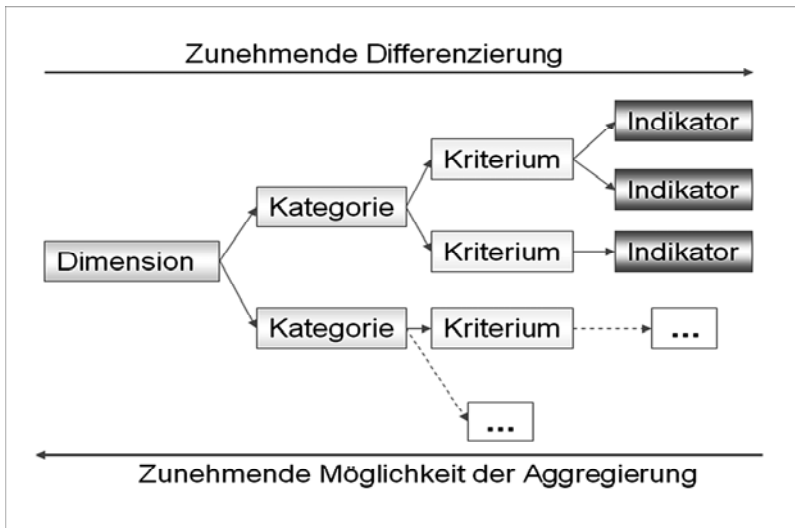 Zunehmende Differenzierung
Indikator
Kriterium
Indikator
Kategorie
Kriterium
Indikator
Dimension
Kategorie
Kriterium
...
...
Zunehmende Möglichkeit der Aggregierung